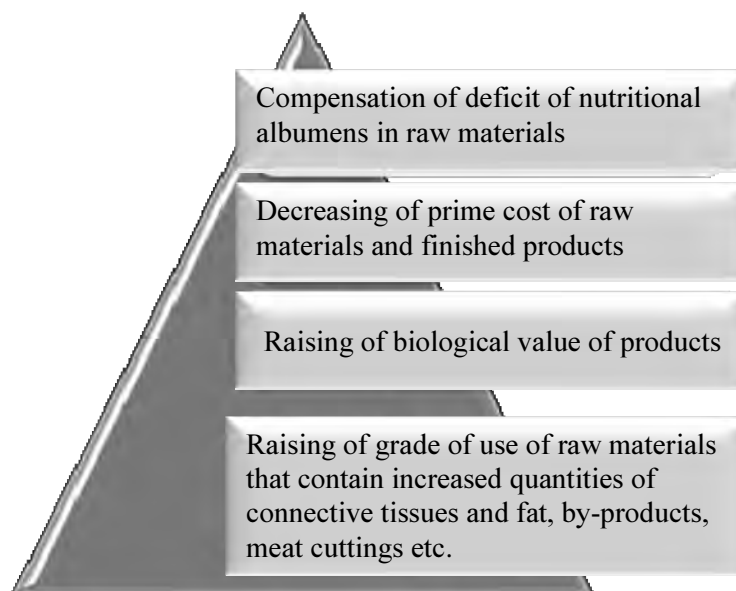 Compensation of deficit of nutritional
albumens in raw materials
Decreasing of prime cost of raw
materials and finished products
Raising of biological value of products
Raising of grade of use of raw materials
that contain increased quantities of
connective tissues and fat, by-products,
meat cuttings etc.